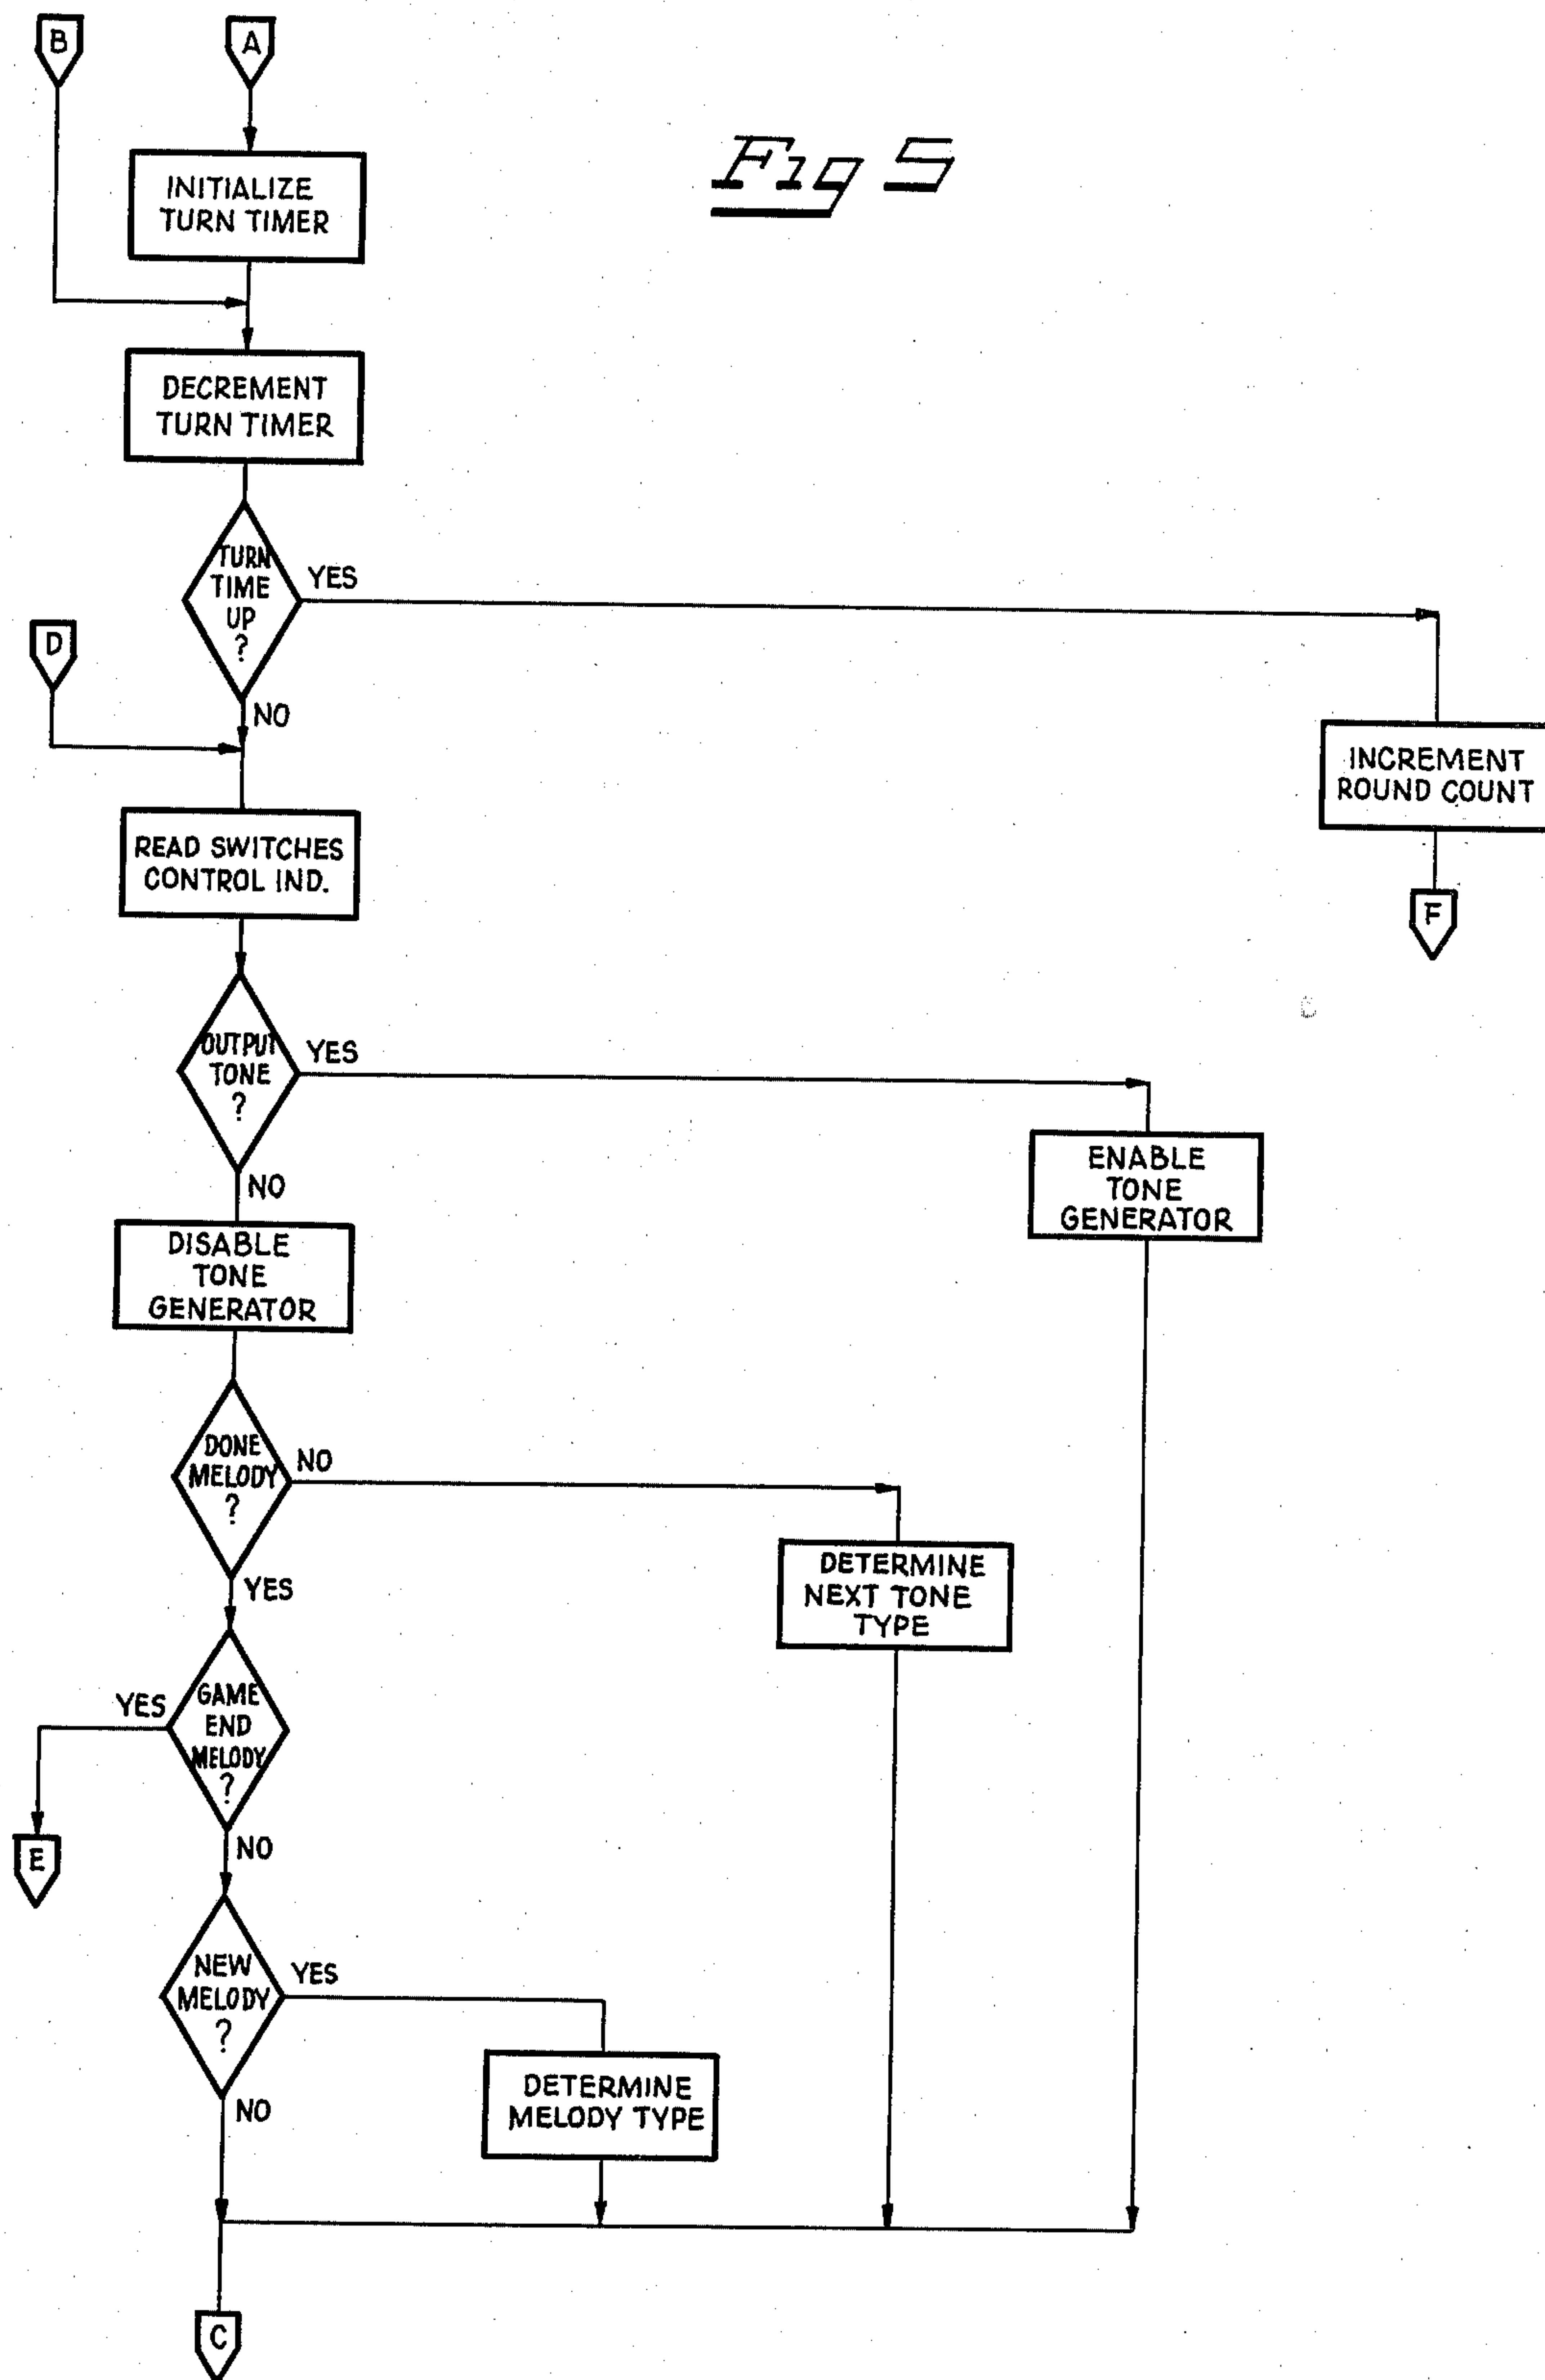 B
A
Fig 5
INITIALIZE
TURN TIMER
DECREMENT
TURN TIMER
TURN
TIME
UP
?
YES
NO
D
INCREMENT
ROUND COUNT
F
READ SWITCHES
CONTROL IND.
OUTPUT
TONE
?
YES
NO
ENABLE
TONE
GENERATOR
DISABLE
TONE
GENERATOR
DONE
MELODY
?
NO
YES
DETERMINE
NEXT TONE
TYPE
GAME
END
MELODY
?
YES
NO
E
NEW
MELODY
?
YES
NO
DETERMINE
MELODY TYPE
C